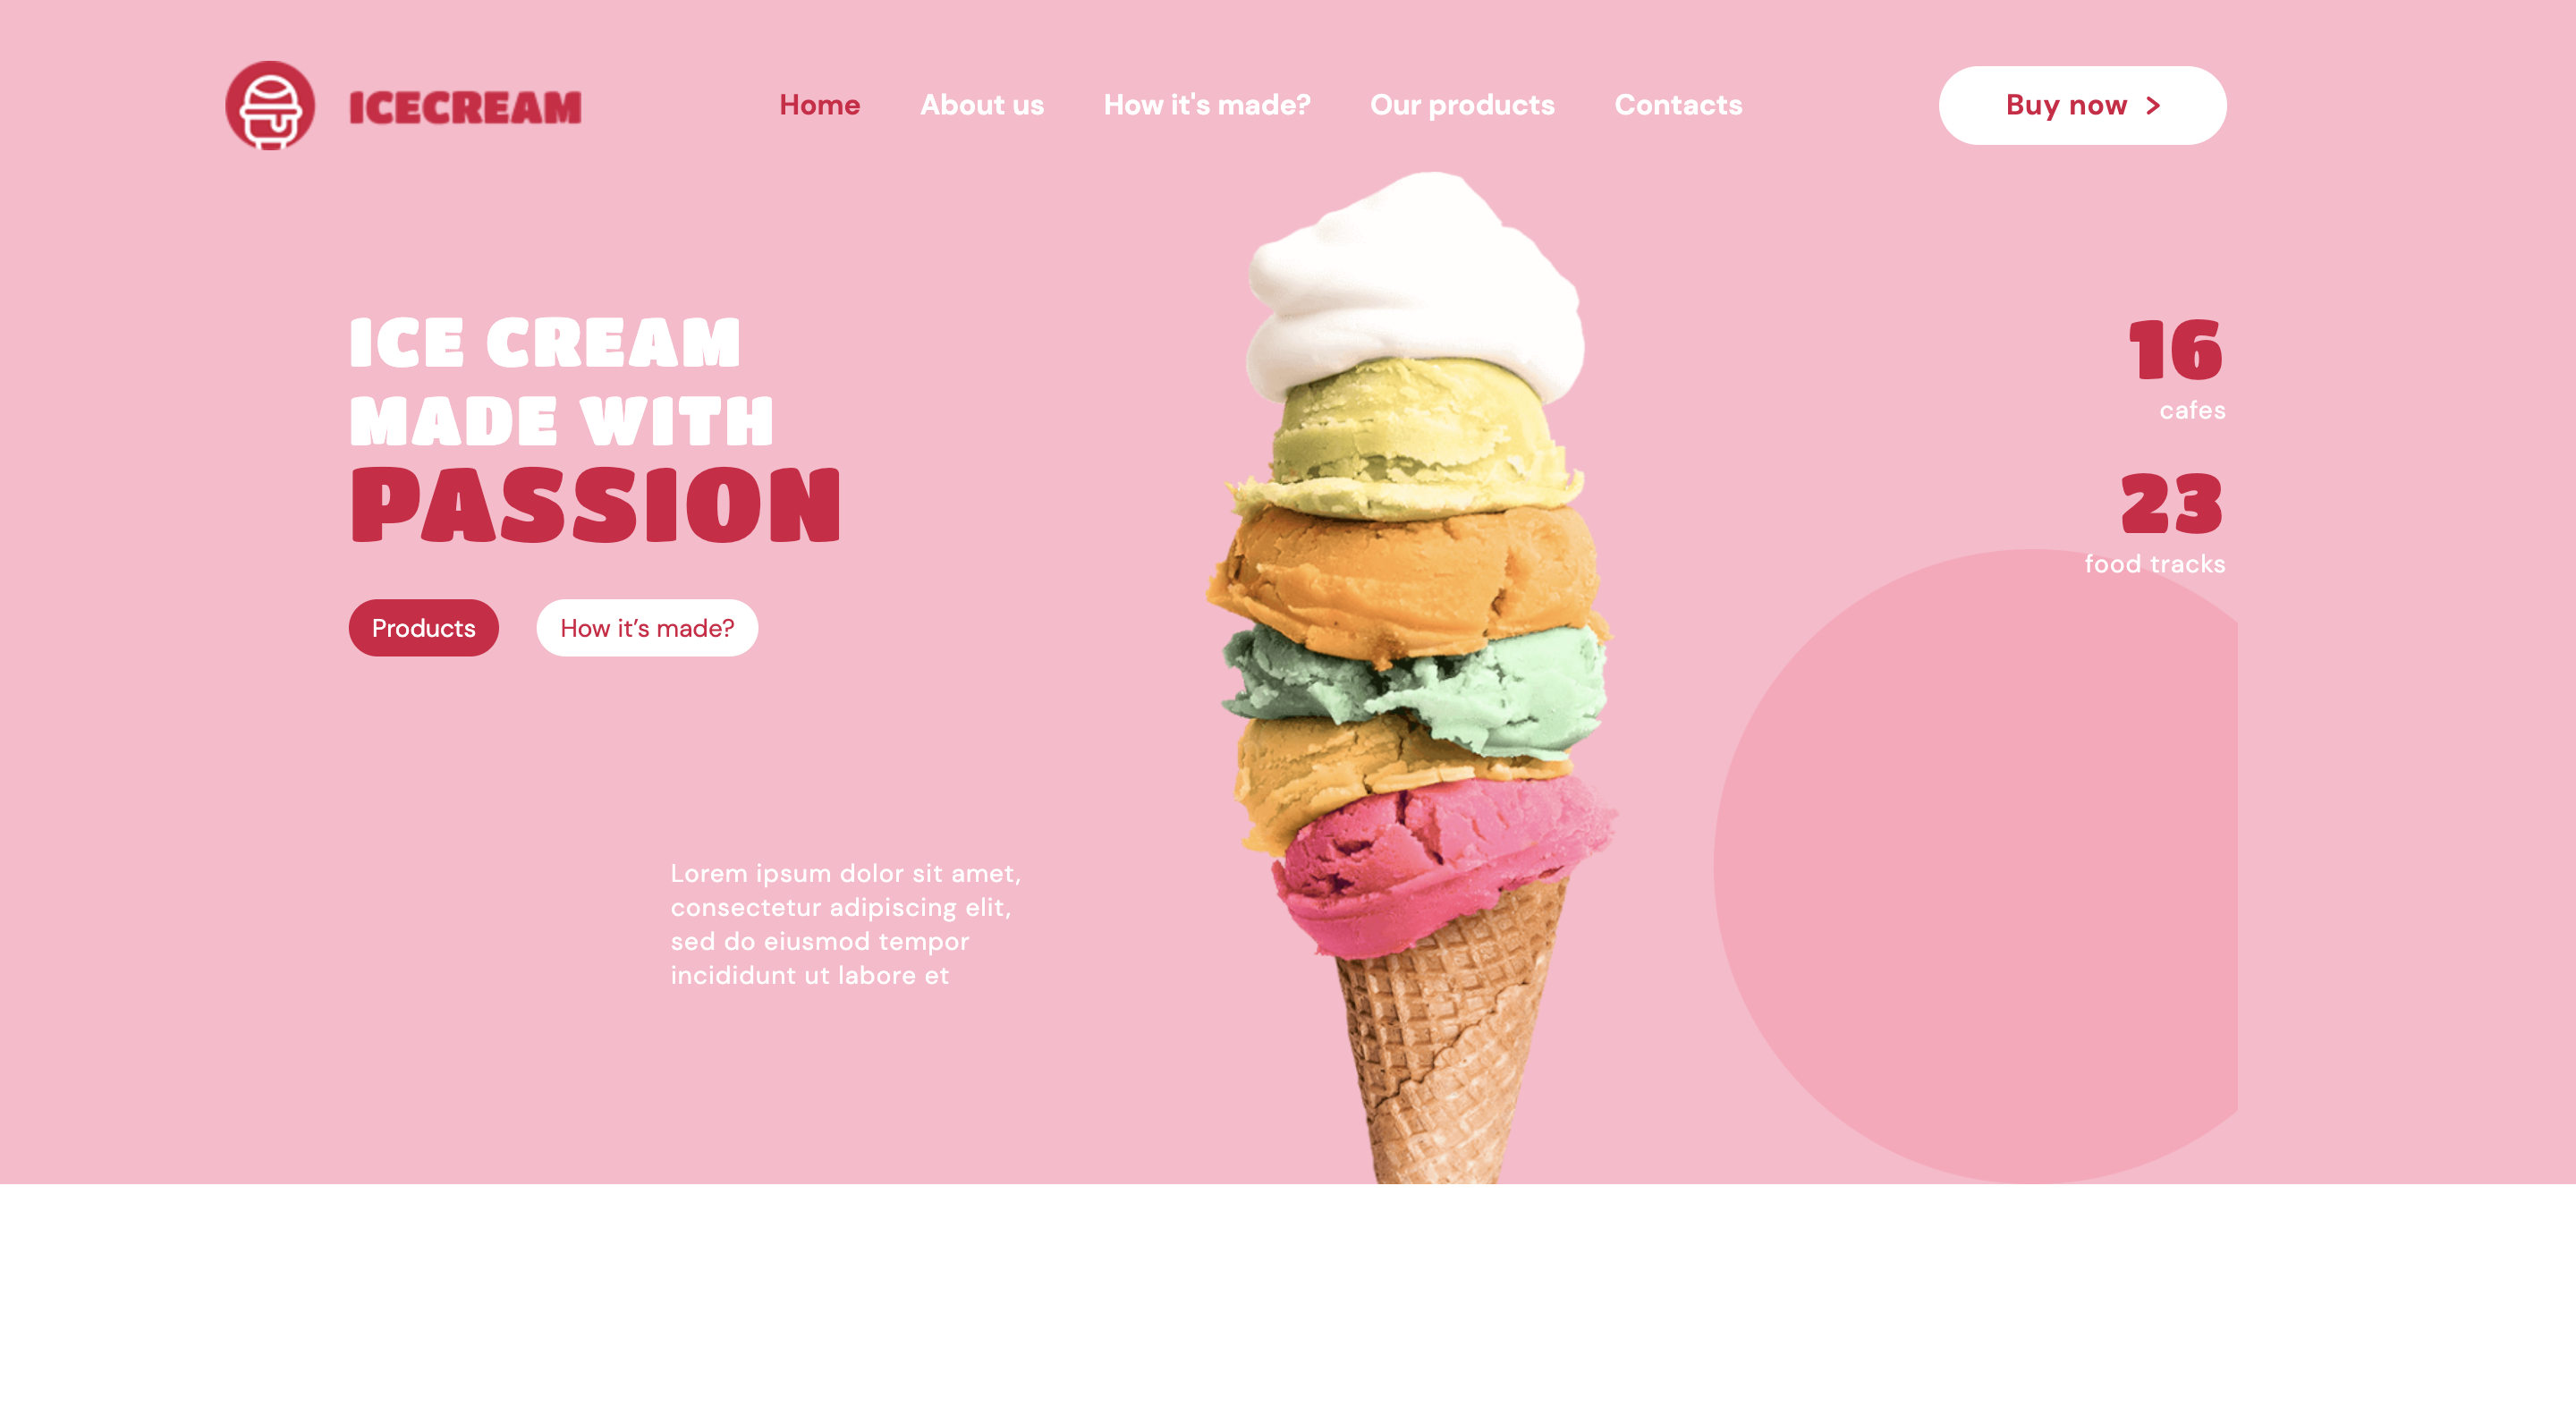 ICECREAM
Home
About us
How it's made?
Our products
Contacts
Buy now >
ICE CREAM
MADE WITH
PASSION
Products
How it’s made?
16
cafes
23
food tracks
Lorem ipsum dolor sit amet,
consectetur adipiscing elit,
sed do eiusmod tempor
incididunt ut labore et